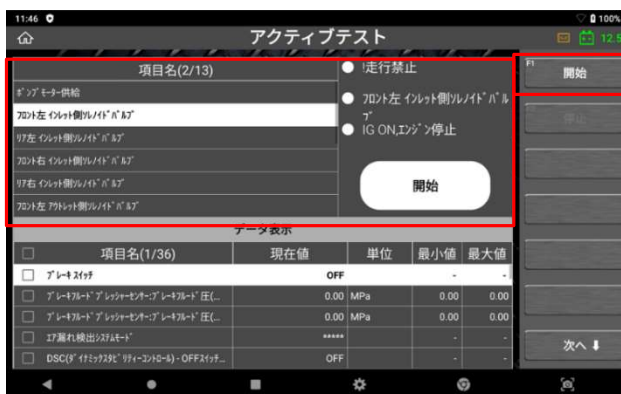 11:46
100%
アクティブテスト
12.5
項目名(2/13)
ﾎﾟﾝﾌﾟﾓｰﾀｰ供給
ﾌﾛﾝﾄ左 ｲﾝﾚｯﾄ側ｿﾚﾉｲﾄﾞﾊﾞﾙﾌﾞ
ﾘｱ左 ｲﾝﾚｯﾄ側ｿﾚﾉｲﾄﾞﾊﾞﾙﾌﾞ
ﾌﾛﾝﾄ右 ｲﾝﾚｯﾄ側ｿﾚﾉｲﾄﾞﾊﾞﾙﾌﾞ
ﾘｱ右 ｲﾝﾚｯﾄ側ｿﾚﾉｲﾄﾞﾊﾞﾙﾌﾞ
ﾌﾛﾝﾄ左 ｱｳﾄﾚｯﾄ側ｿﾚﾉｲﾄﾞﾊﾞﾙﾌﾞ
!走行禁止
ﾌﾛﾝﾄ左 ｲﾝﾚｯﾄ側ｿﾚﾉｲﾄﾞﾊﾞﾙ
ﾌﾞ
IG ON,ｴﾝｼﾞﾝ停止
開始
F1
開始
停止
データ表示
項目名(1/36) 現在値 単位 最小値 最大値
ﾌﾞﾚｰｷ ｽｲｯﾁ OFF - -
ﾌﾞﾚｰｷﾌﾙｰﾄﾞﾌﾟﾚｯｼｬｰｾﾝｻｰ:ﾌﾞﾚｰｷﾌﾙｰﾄﾞ圧(... 0.00 MPa 0.00 0.00
ﾌﾞﾚｰｷﾌﾙｰﾄﾞﾌﾟﾚｯｼｬｰｾﾝｻｰ:ﾌﾞﾚｰｷﾌﾙｰﾄﾞ圧(... 0.00 MPa 0.00 0.00
ｴｱ漏れ検出ｼｽﾃﾑﾓｰﾄﾞ ***** - -
DSC(ﾀﾞｲﾅﾐｯｸｽﾀﾋﾞﾘﾃｨｰｺﾝﾄﾛｰﾙ) - OFFｽｲｯﾁ... OFF - -
次へ ⬇